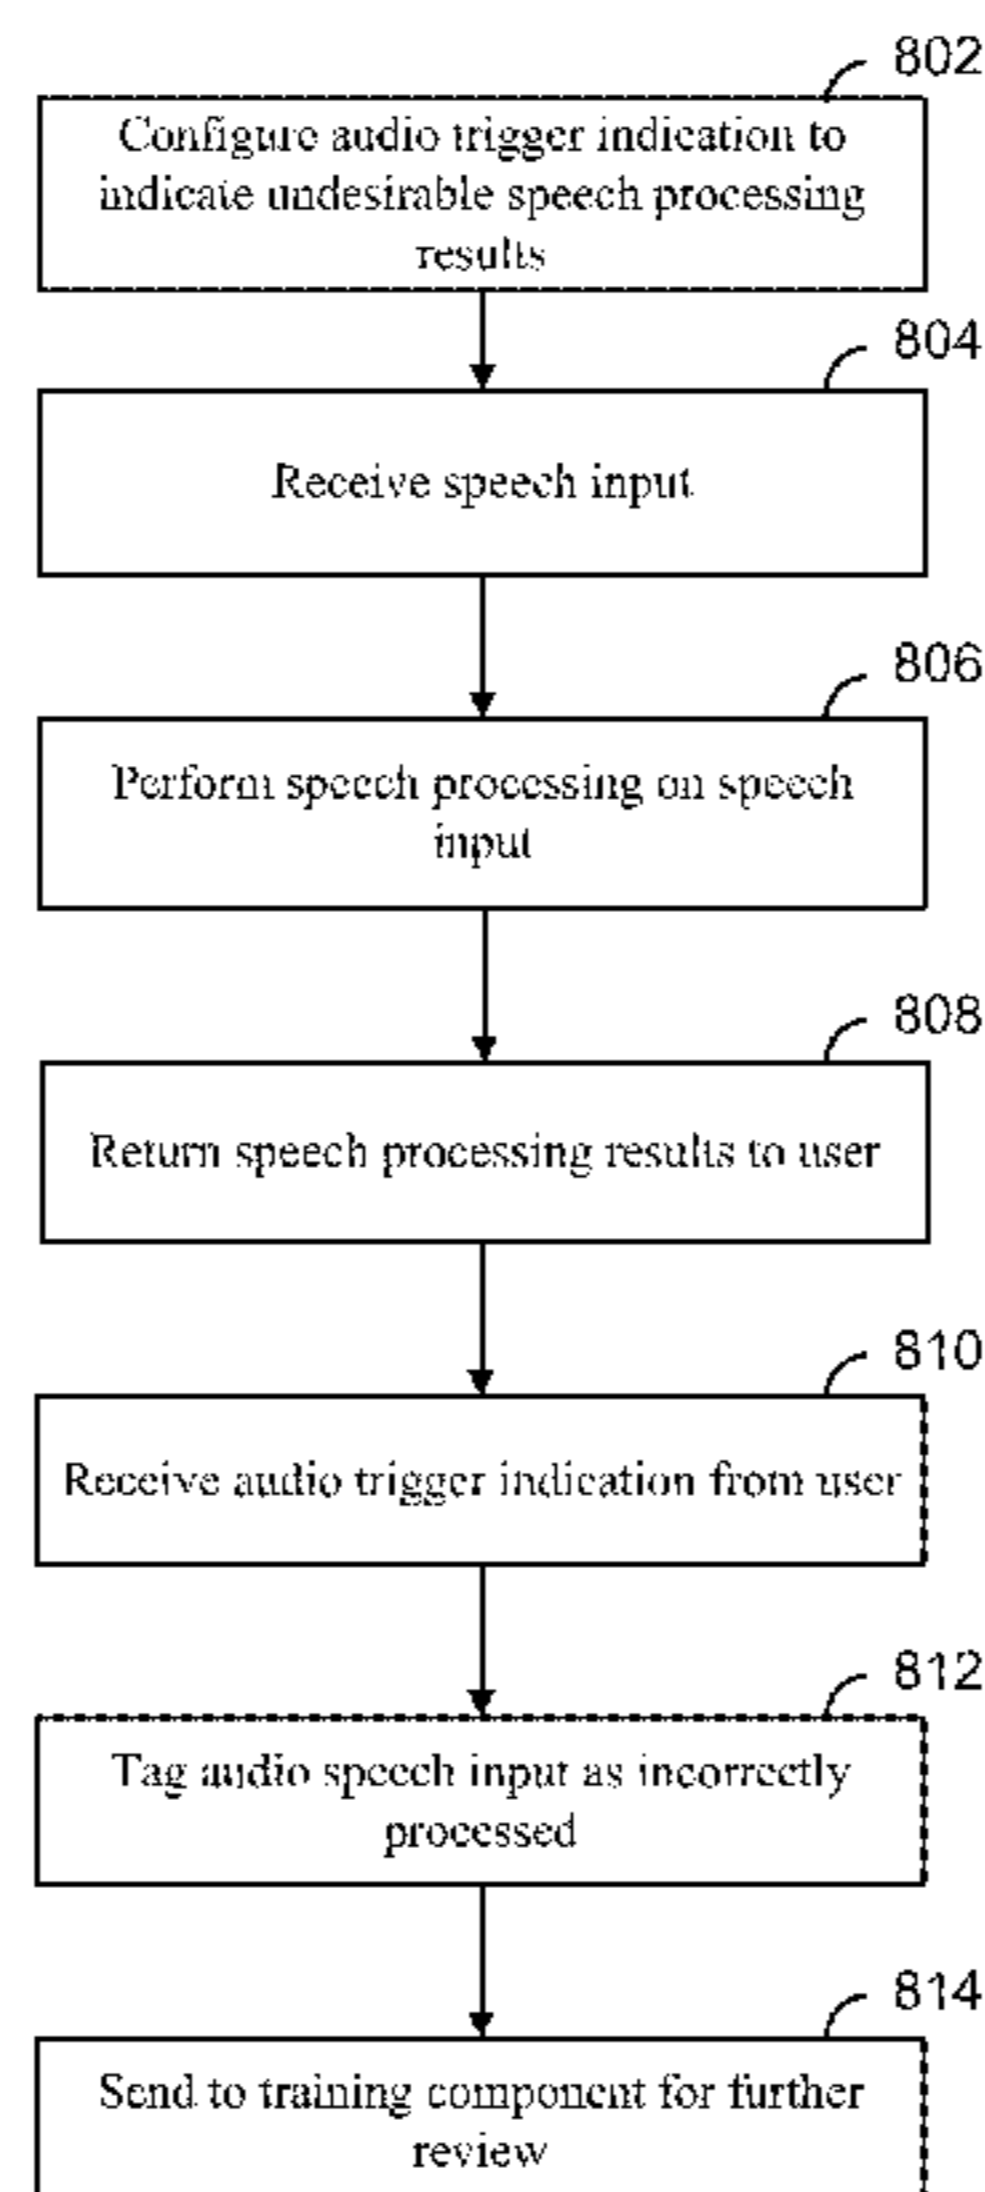 802
Configure audio trigger indication to
indicate undesirable speech processing
results
804
Receive speech input
806
Perform speech processing on speech
input
808
Return speech processing results to user
810
Receive audio trigger indication from user
812
Tag audio speech input as incorrectly
processed
814
Send to training component for further
review